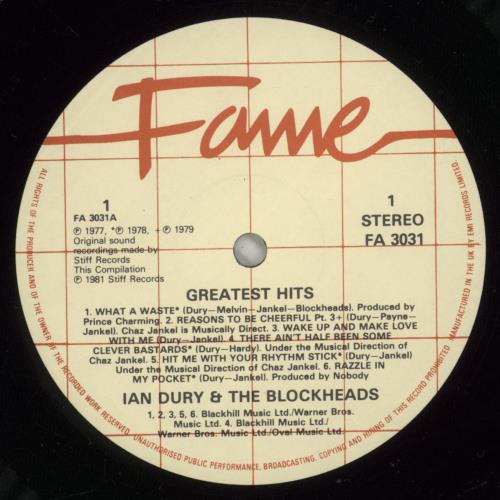 Fame
1
FA 3031A
℗ 1977, *℗ 1978, +℗ 1979
Original sound
recordings made by
Stiff Records
This Compilation
℗ 1981 Stiff Records
1
STEREO
FA 3031
GREATEST HITS
1. WHAT A WASTE* (Dury—Melvin—Jankel—Blockheads). Produced by
Prince Charming. 2. REASONS TO BE CHEERFUL Pt. 3+ (Dury—Payne—
Jankel). Chaz Jankel is Musically Direct. 3. WAKE UP AND MAKE LOVE
WITH ME (Dury—Jankel) 4. THERE AIN'T HALF BEEN SOME
CLEVER BASTARDS* (Dury—Hardy). Under the Musical Direction of
Chaz Jankel. 5. HIT ME WITH YOUR RHYTHM STICK* (Dury—Jankel)
Under the Musical Direction of Chaz Jankel. 6. RAZZLE IN
MY POCKET* (Dury—Jankel). Produced by Nobody
IAN DURY & THE BLOCKHEADS
1, 2, 3, 5, 6. Blackhill Music Ltd./Warner Bros.
Music Ltd. 4. Blackhill Music Ltd./
Warner Bros. Music Ltd./Oval Music Ltd.
ALL RIGHTS OF THE PRODUCER AND OF THE OWNER OF THE RECORDED WORK RESERVED. UNAUTHORISED PUBLIC PERFORMANCE, BROADCASTING, COPYING AND HIRING OF THIS RECORD PROHIBITED. MANUFACTURED IN THE UK BY EMI RECORDS LIMITED.